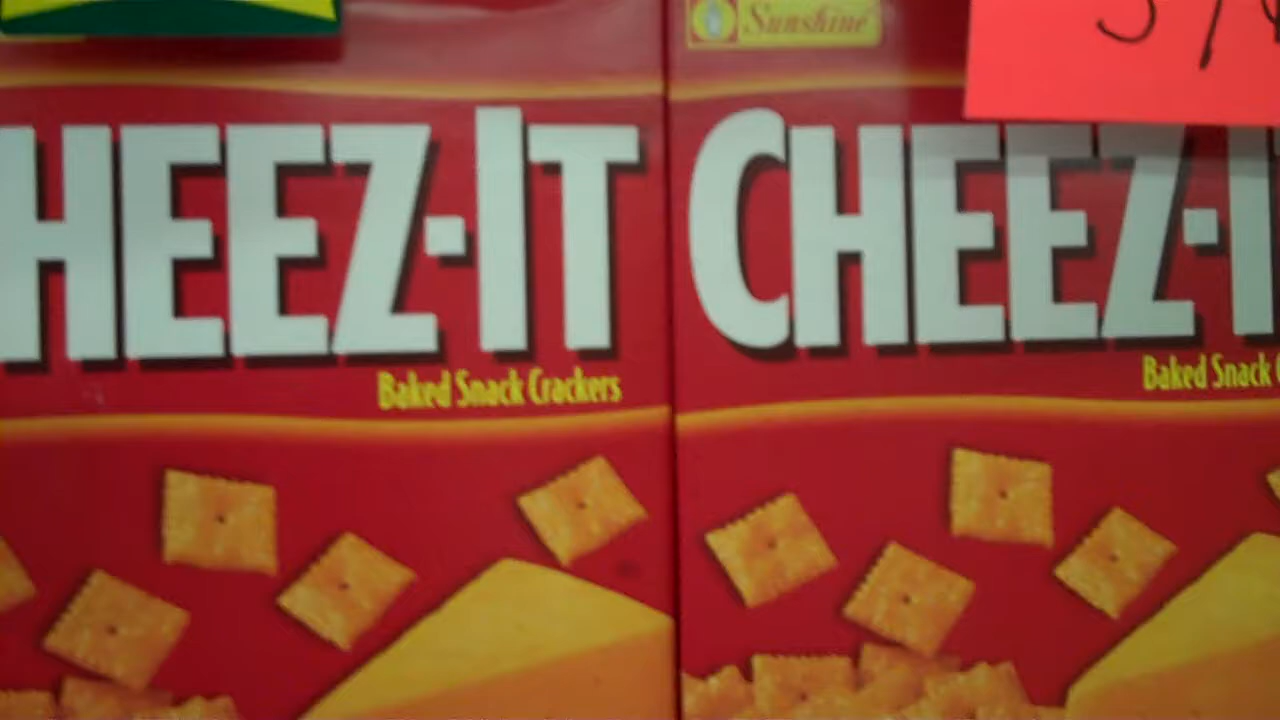 Sunshine
HEEZ-IT
Baked Snack Crackers
CHEEZ-I
Baked Snack